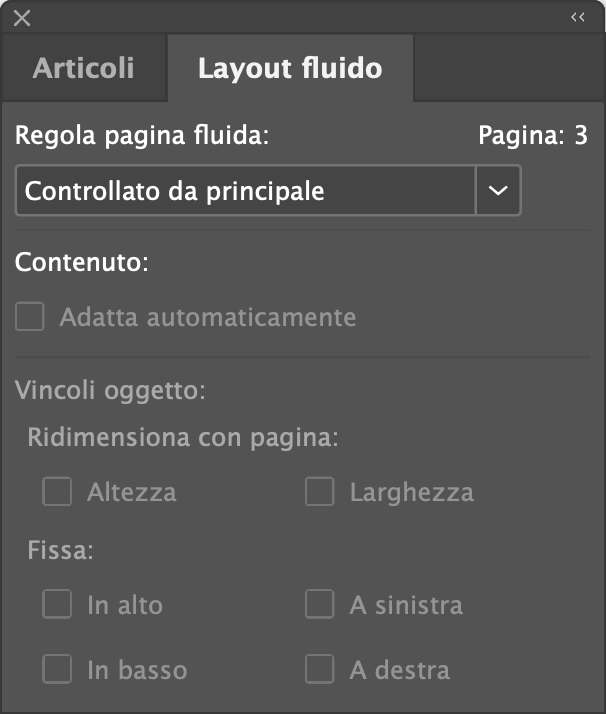 Articoli Layout fluido
Regola pagina fluida: Pagina: 3
Controllato da principale
Contenuto:
Adatta automaticamente
Vincoli oggetto:
Ridimensiona con pagina:
Altezza Larghezza
Fissa:
In alto A sinistra
In basso A destra